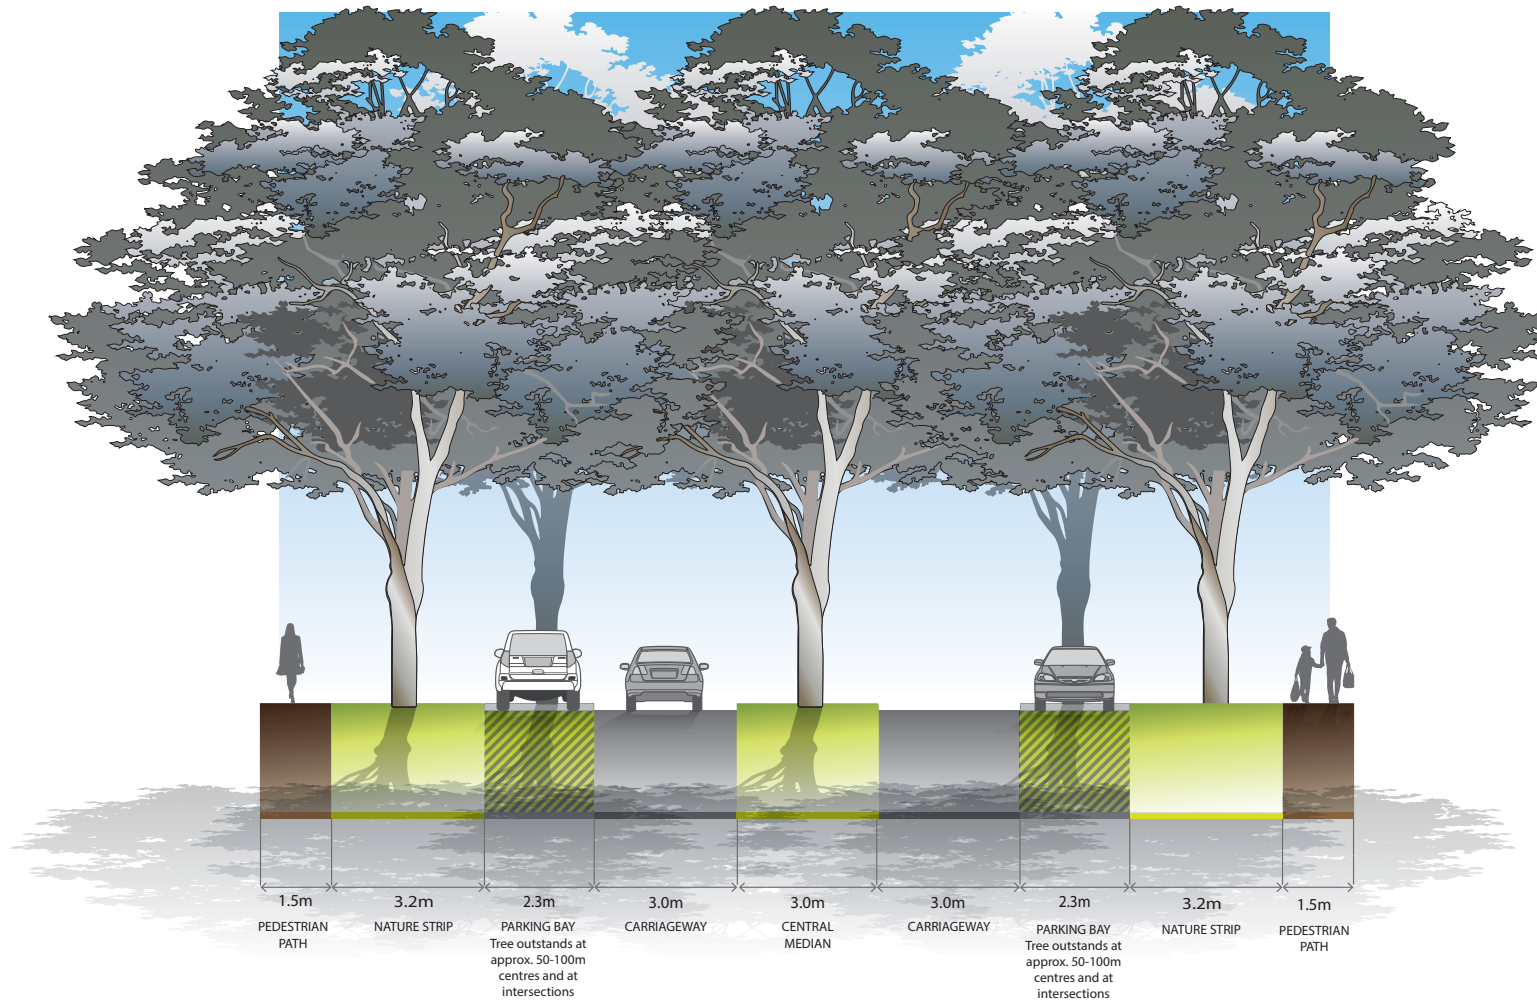 1.5m
PEDESTRIAN
PATH
3.2m
NATURE STRIP
2.3m
PARKING BAY
Tree outstands at
approx. 50-100m
centres and at
intersections
3.0m
CARRIAGEWAY
3.0m
CENTRAL
MEDIAN
3.0m
CARRIAGEWAY
2.3m
PARKING BAY
Tree outstands at
approx. 50-100m
centres and at
intersections
3.2m
NATURE STRIP
1.5m
PEDESTRIAN
PATH